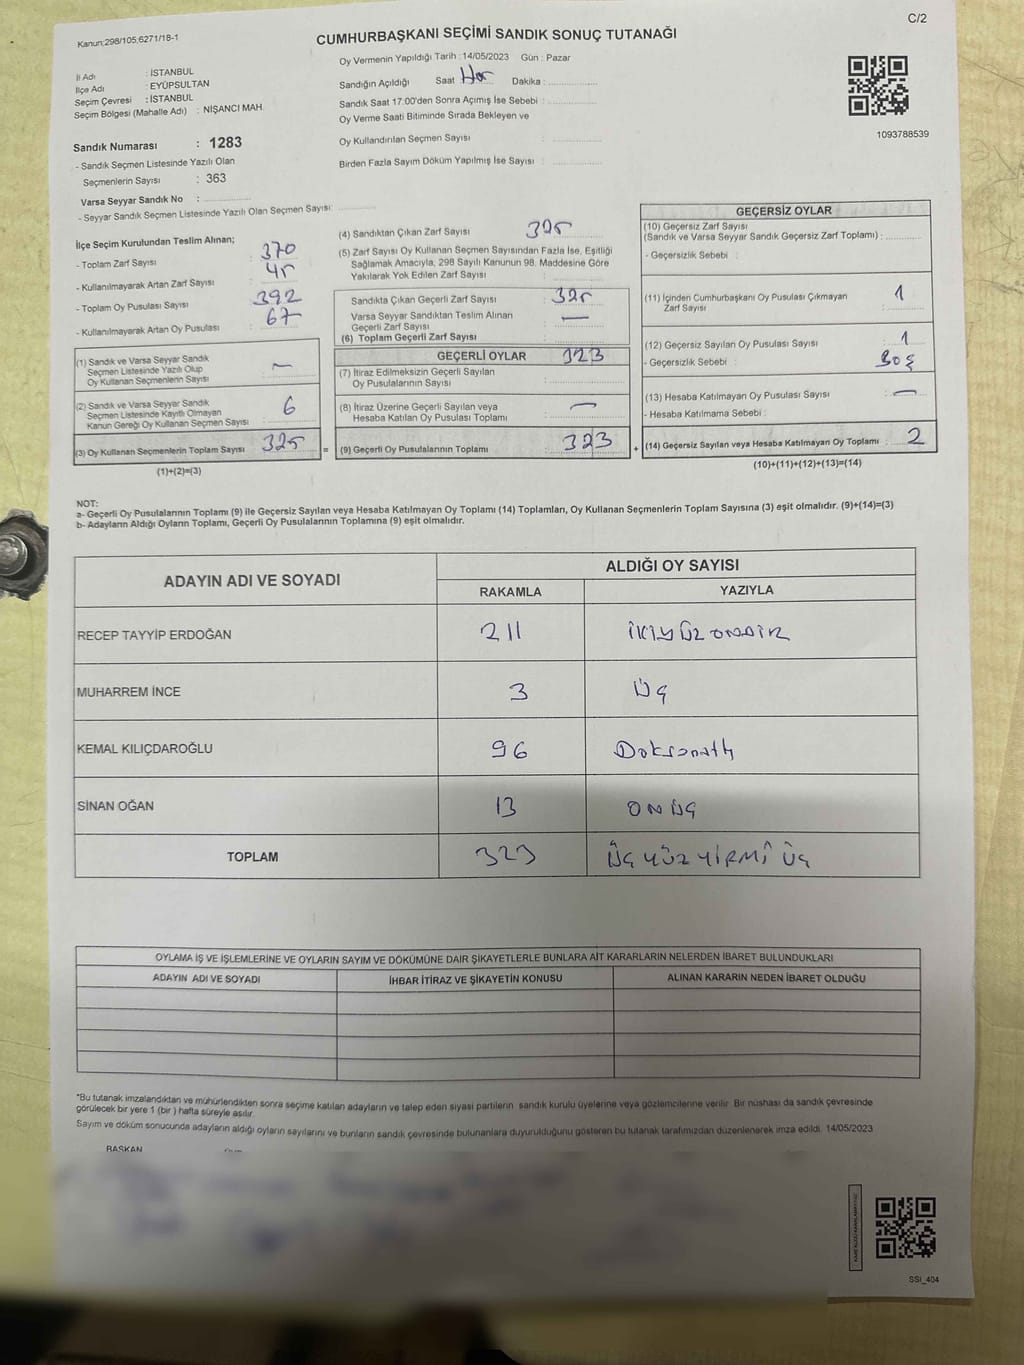 C/2
Kanun;298/105;6271/18-1
CUMHURBAŞKANI SEÇİMİ SANDIK SONUÇ TUTANAĞI
İl Adı : İSTANBUL
İlçe Adı : EYÜPSULTAN
Seçim Çevresi : İSTANBUL
Seçim Bölgesi (Mahalle Adı) : NİŞANCI MAH.
Sandık Numarası : 1283
- Sandık Seçmen Listesinde Yazılı Olan
Seçmenlerin Sayısı : 363
Varsa Seyyar Sandık No :
- Seyyar Sandık Seçmen Listesinde Yazılı Olan Seçmen Sayısı:
Oy Vermenin Yapıldığı Tarih : 14/05/2023 Gün : Pazar
Sandığın Açıldığı Saat Dakika :
Sandık Saat 17:00'den Sonra Açımış İse Sebebi :
Oy Verme Saati Bitiminde Sırada Bekleyen ve
Oy Kullandırılan Seçmen Sayısı :
Birden Fazla Sayım Döküm Yapılmış İse Sayısı :
1093788539
İlçe Seçim Kurulundan Teslim Alınan;
- Toplam Zarf Sayısı : 370
- Kullanılmayarak Artan Zarf Sayısı : 45
- Toplam Oy Pusulası Sayısı : 392
- Kullanılmayarak Artan Oy Pusulası : 67
(1) Sandık ve Varsa Seyyar Sandık
Seçmen Listesinde Yazılı Olup
Oy Kullanan Seçmenlerin Sayısı : —
(2) Sandık ve Varsa Seyyar Sandık
Seçmen Listesinde Kayıtlı Olmayan
Kanun Gereği Oy Kullanan Seçmen Sayısı : 6
(3) Oy Kullanan Seçmenlerin Toplam Sayısı : 325
(1)+(2)=(3)
(4) Sandıktan Çıkan Zarf Sayısı : 325
(5) Zarf Sayısı Oy Kullanan Seçmen Sayısından Fazla İse, Eşitliği
Sağlamak Amacıyla, 298 Sayılı Kanunun 98. Maddesine Göre
Yakılarak Yok Edilen Zarf Sayısı :
Sandıkta Çıkan Geçerli Zarf Sayısı : 325
Varsa Seyyar Sandıktan Teslim Alınan
Geçerli Zarf Sayısı : —
(6) Toplam Geçerli Zarf Sayısı :
GEÇERLİ OYLAR 323
(7) İtiraz Edilmeksizin Geçerli Sayılan
Oy Pusulalarının Sayısı :
(8) İtiraz Üzerine Geçerli Sayılan veya
Hesaba Katılan Oy Pusulası Toplamı : —
= (9) Geçerli Oy Pusulalarının Toplamı : 323
GEÇERSİZ OYLAR
(10) Geçersiz Zarf Sayısı
(Sandık ve Varsa Seyyar Sandık Geçersiz Zarf Toplamı) :
- Geçersizlik Sebebi :
(11) İçinden Cumhurbaşkanı Oy Pusulası Çıkmayan
Zarf Sayısı : 1
(12) Geçersiz Sayılan Oy Pusulası Sayısı : 1
- Geçersizlik Sebebi : Boş
(13) Hesaba Katılmayan Oy Pusulası Sayısı : —
- Hesaba Katılmama Sebebi :
+ (14) Geçersiz Sayılan veya Hesaba Katılmayan Oy Toplamı : 2
(10)+(11)+(12)+(13)=(14)
NOT:
a- Geçerli Oy Pusulalarının Toplamı (9) ile Geçersiz Sayılan veya Hesaba Katılmayan Oy Toplamı (14) Toplamları, Oy Kullanan Seçmenlerin Toplam Sayısına (3) eşit olmalıdır. (9)+(14)=(3)
b- Adayların Aldığı Oyların Toplamı, Geçerli Oy Pusulalarının Toplamına (9) eşit olmalıdır.
ADAYIN ADI VE SOYADI
ALDIĞI OY SAYISI
RAKAMLA YAZIYLA
RECEP TAYYİP ERDOĞAN 211 İKİYÜZONBİR
MUHARREM İNCE 3 ÜÇ
KEMAL KILIÇDAROĞLU 96 Doksanaltı
SİNAN OĞAN 13 ONÜÇ
TOPLAM 323 ÜÇYÜZYİRMİ ÜÇ
OYLAMA İŞ VE İŞLEMLERİNE VE OYLARIN SAYIM VE DÖKÜMÜNE DAİR ŞİKAYETLERLE BUNLARA AİT KARARLARIN NELERDEN İBARET BULUNDUKLARI
ADAYIN ADI VE SOYADI İHBAR İTİRAZ VE ŞİKAYETİN KONUSU ALINAN KARARIN NEDEN İBARET OLDUĞU
*Bu tutanak imzalandıktan ve mühürlendikten sonra seçime katılan adayların ve talep eden siyasi partilerin sandık kurulu üyelerine veya gözlemcilerine verilir. Bir nüshası da sandık çevresinde
görülecek bir yere 1 (bir ) hafta süreyle asılır.
Sayım ve döküm sonucunda adayların aldığı oyların sayılarını ve bunların sandık çevresinde bulunanlara duyurulduğunu gösteren bu tutanak tarafımızdan düzenlenerek imza edildi. 14/05/2023
BAŞKAN
SSİ_404